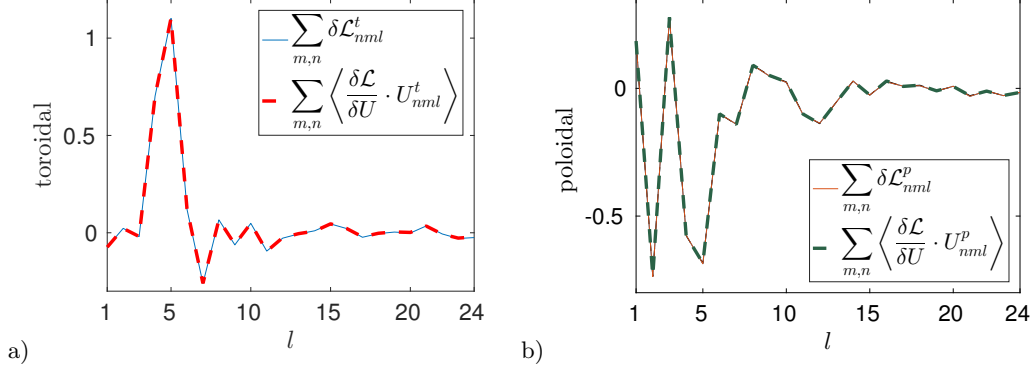 1
0.5
0
toroidal
∑_{m,n} δℒ^t_{nml}
∑_{m,n} ⟨ δℒ/δU · U^t_{nml} ⟩
1 5 10 15 20 24
l
a)
0
-0.5
poloidal
∑_{m,n} δℒ^p_{nml}
∑_{m,n} ⟨ δℒ/δU · U^p_{nml} ⟩
1 5 10 15 20 24
l
b)